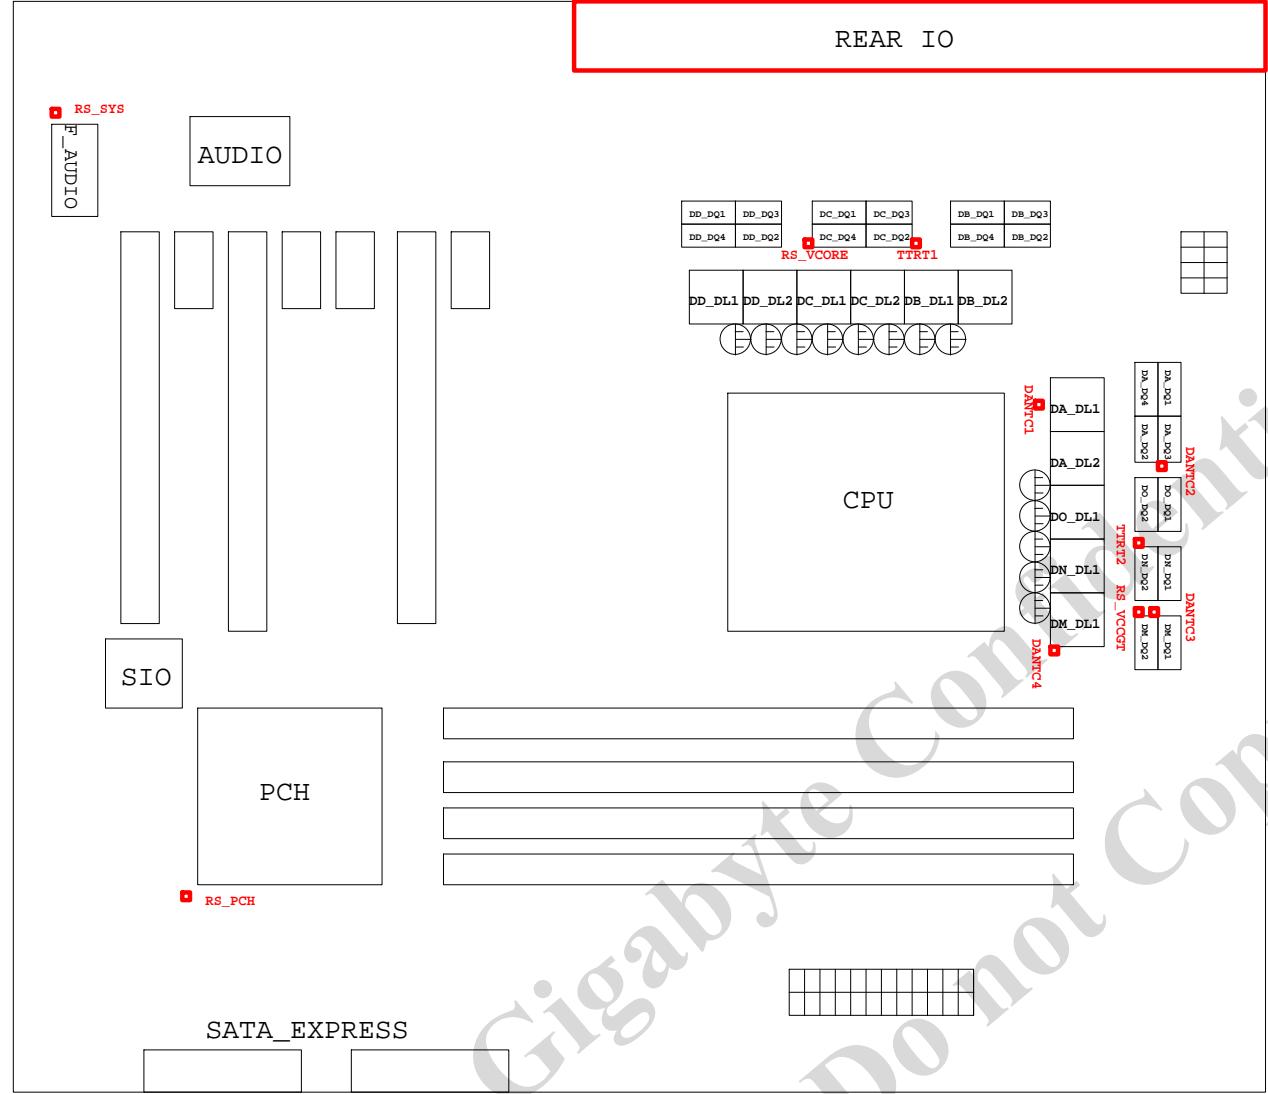 REAR IO
RS_SYS
F_AUDIO
AUDIO
DD_DQ1 DD_DQ3 DC_DQ1 DC_DQ3 DB_DQ1 DB_DQ3
DD_DQ4 DD_DQ2 DC_DQ4 DC_DQ2 DB_DQ4 DB_DQ2
RS_VCORE TTRT1
DD_DL1 DD_DL2 DC_DL1 DC_DL2 DB_DL1 DB_DL2
DANTC1
DA_DL1
DA_DQ4 DA_DQ1
DA_DL2
DA_DQ2 DA_DQ3
DANTC2
CPU
DO_DL1
DO_DQ2 DO_DQ1
TTRT2
DN_DL1
DN_DQ2 DN_DQ1
RS_VCCGT
DANTC3
DM_DL1
DM_DQ2 DM_DQ1
DANTC4
SIO
PCH
RS_PCH
SATA_EXPRESS
Gigabyte Confidenti
Do not Cop